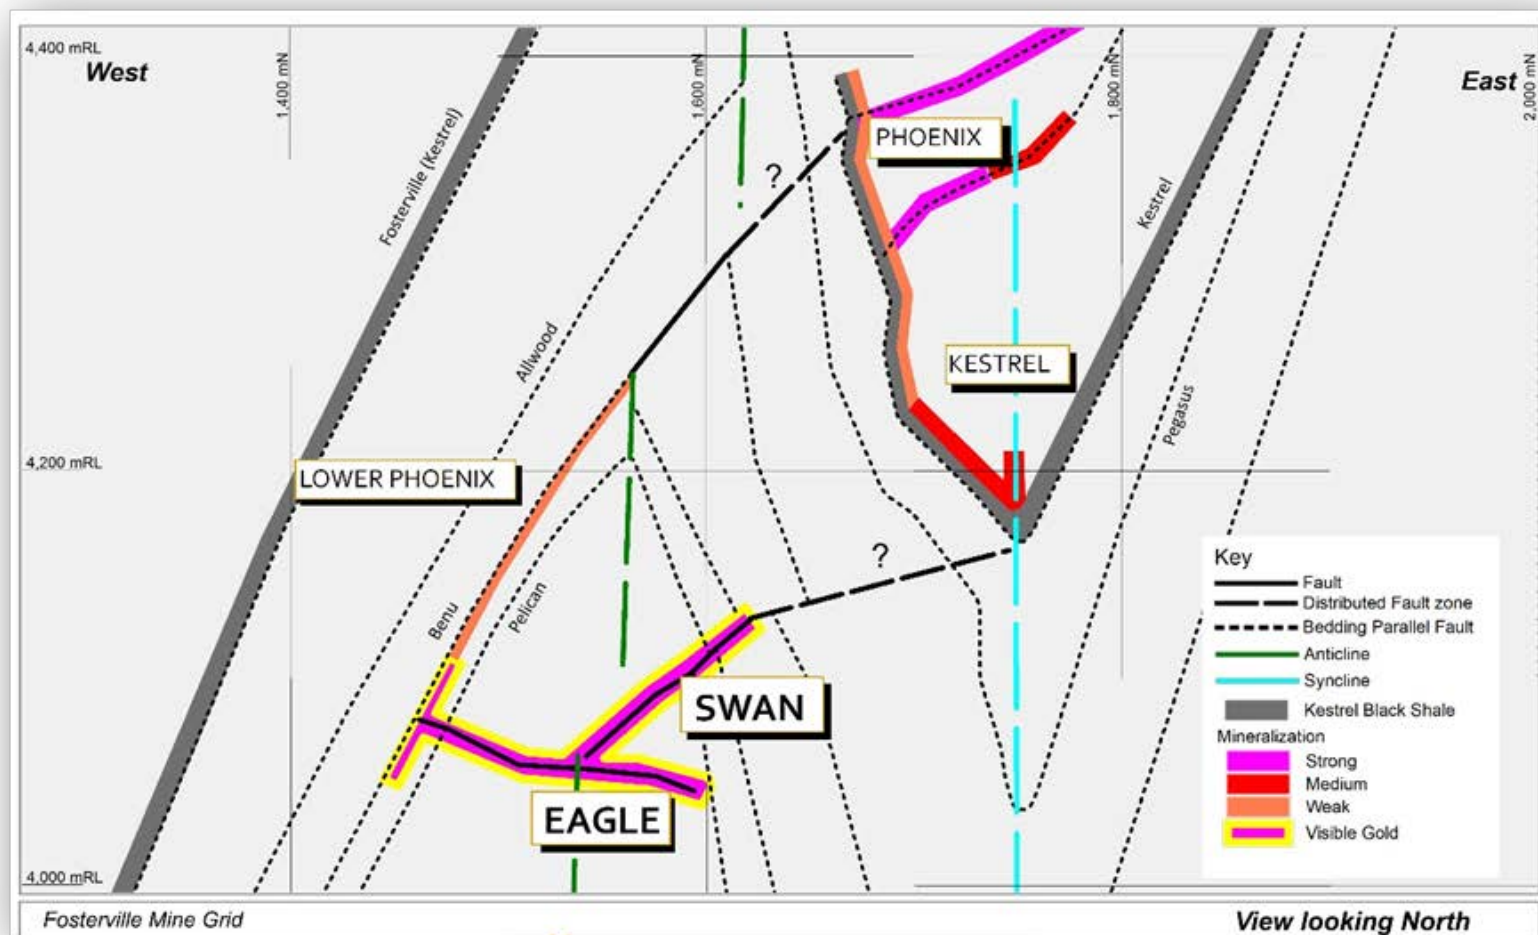 4,400 mRL
West
1,400 mN
1,600 mN
1,800 mN
2,000 mN
East
Fosterville (Kestrel)
?
PHOENIX
Kestrel
Allwood
KESTREL
Pegasus
4,200 mRL
LOWER PHOENIX
?
Benu
Pelican
SWAN
EAGLE
4,000 mRL
Key
Fault
Distributed Fault zone
Bedding Parallel Fault
Anticline
Syncline
Kestrel Black Shale
Mineralization
Strong
Medium
Weak
Visible Gold
Fosterville Mine Grid
View looking North